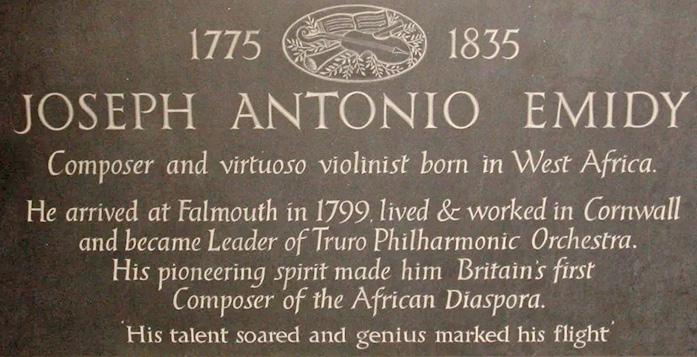 1775 1835
JOSEPH ANTONIO EMIDY
Composer and virtuoso violinist born in West Africa.
He arrived at Falmouth in 1799, lived & worked in Cornwall
and became Leader of Truro Philharmonic Orchestra.
His pioneering spirit made him Britain's first
Composer of the African Diaspora.
'His talent soared and genius marked his flight'